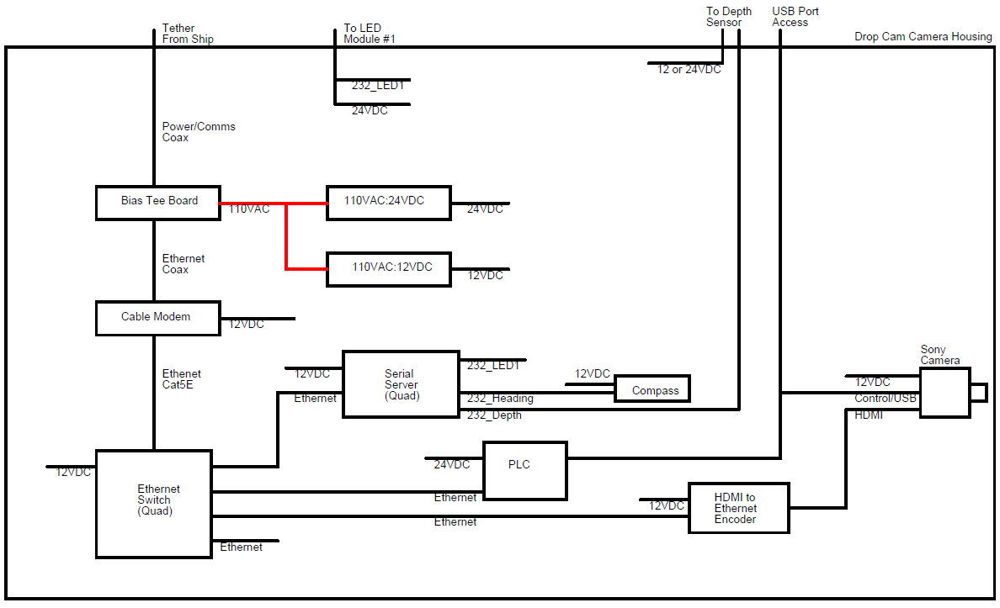 Tether
From Ship
To LED
Module #1
To Depth
Sensor
USB Port
Access
Drop Cam Camera Housing
12 or 24VDC
232_LED1
24VDC
Power/Comms
Coax
Bias Tee Board
110VAC
110VAC:24VDC
24VDC
Ethernet
Coax
110VAC:12VDC
12VDC
Cable Modem
12VDC
Ethenet
Cat5E
12VDC
Ethernet
Serial
Server
(Quad)
232_LED1
232_Heading
232_Depth
12VDC
Compass
Sony
Camera
12VDC
Control/USB
HDMI
12VDC
Ethernet
Switch
(Quad)
24VDC
PLC
Ethernet
Ethernet
Ethernet
12VDC
HDMI to
Ethernet
Encoder